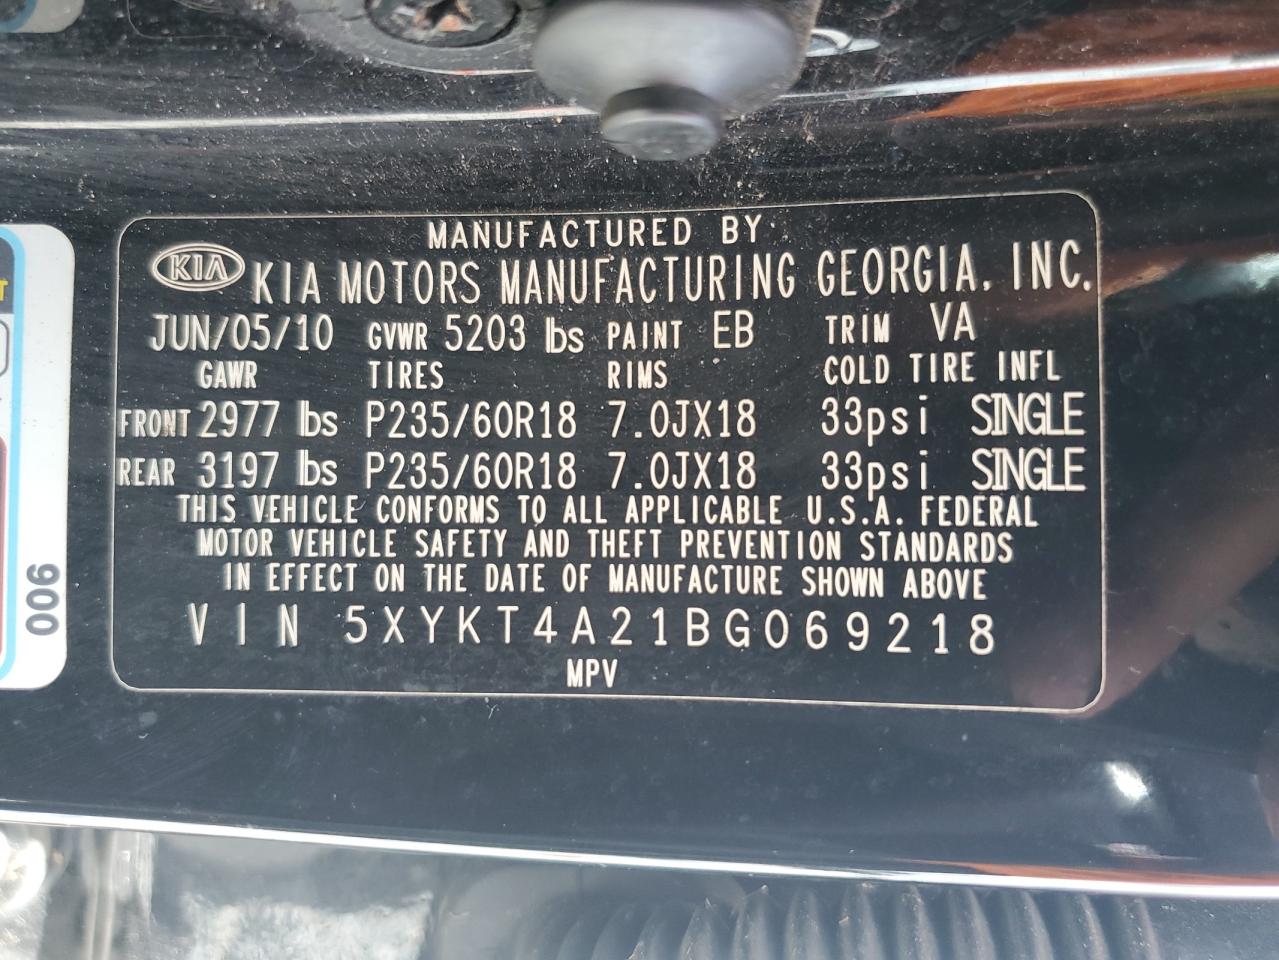 MANUFACTURED BY
KIA KIA MOTORS MANUFACTURING GEORGIA, INC.
JUN/05/10 GVWR 5203 lbs PAINT EB TRIM VA
GAWR TIRES RIMS COLD TIRE INFL
FRONT 2977 lbs P235/60R18 7.0JX18 33psi SINGLE
REAR 3197 lbs P235/60R18 7.0JX18 33psi SINGLE
THIS VEHICLE CONFORMS TO ALL APPLICABLE U.S.A. FEDERAL
MOTOR VEHICLE SAFETY AND THEFT PREVENTION STANDARDS
IN EFFECT ON THE DATE OF MANUFACTURE SHOWN ABOVE
VIN 5XYKT4A21BG069218
MPV
006